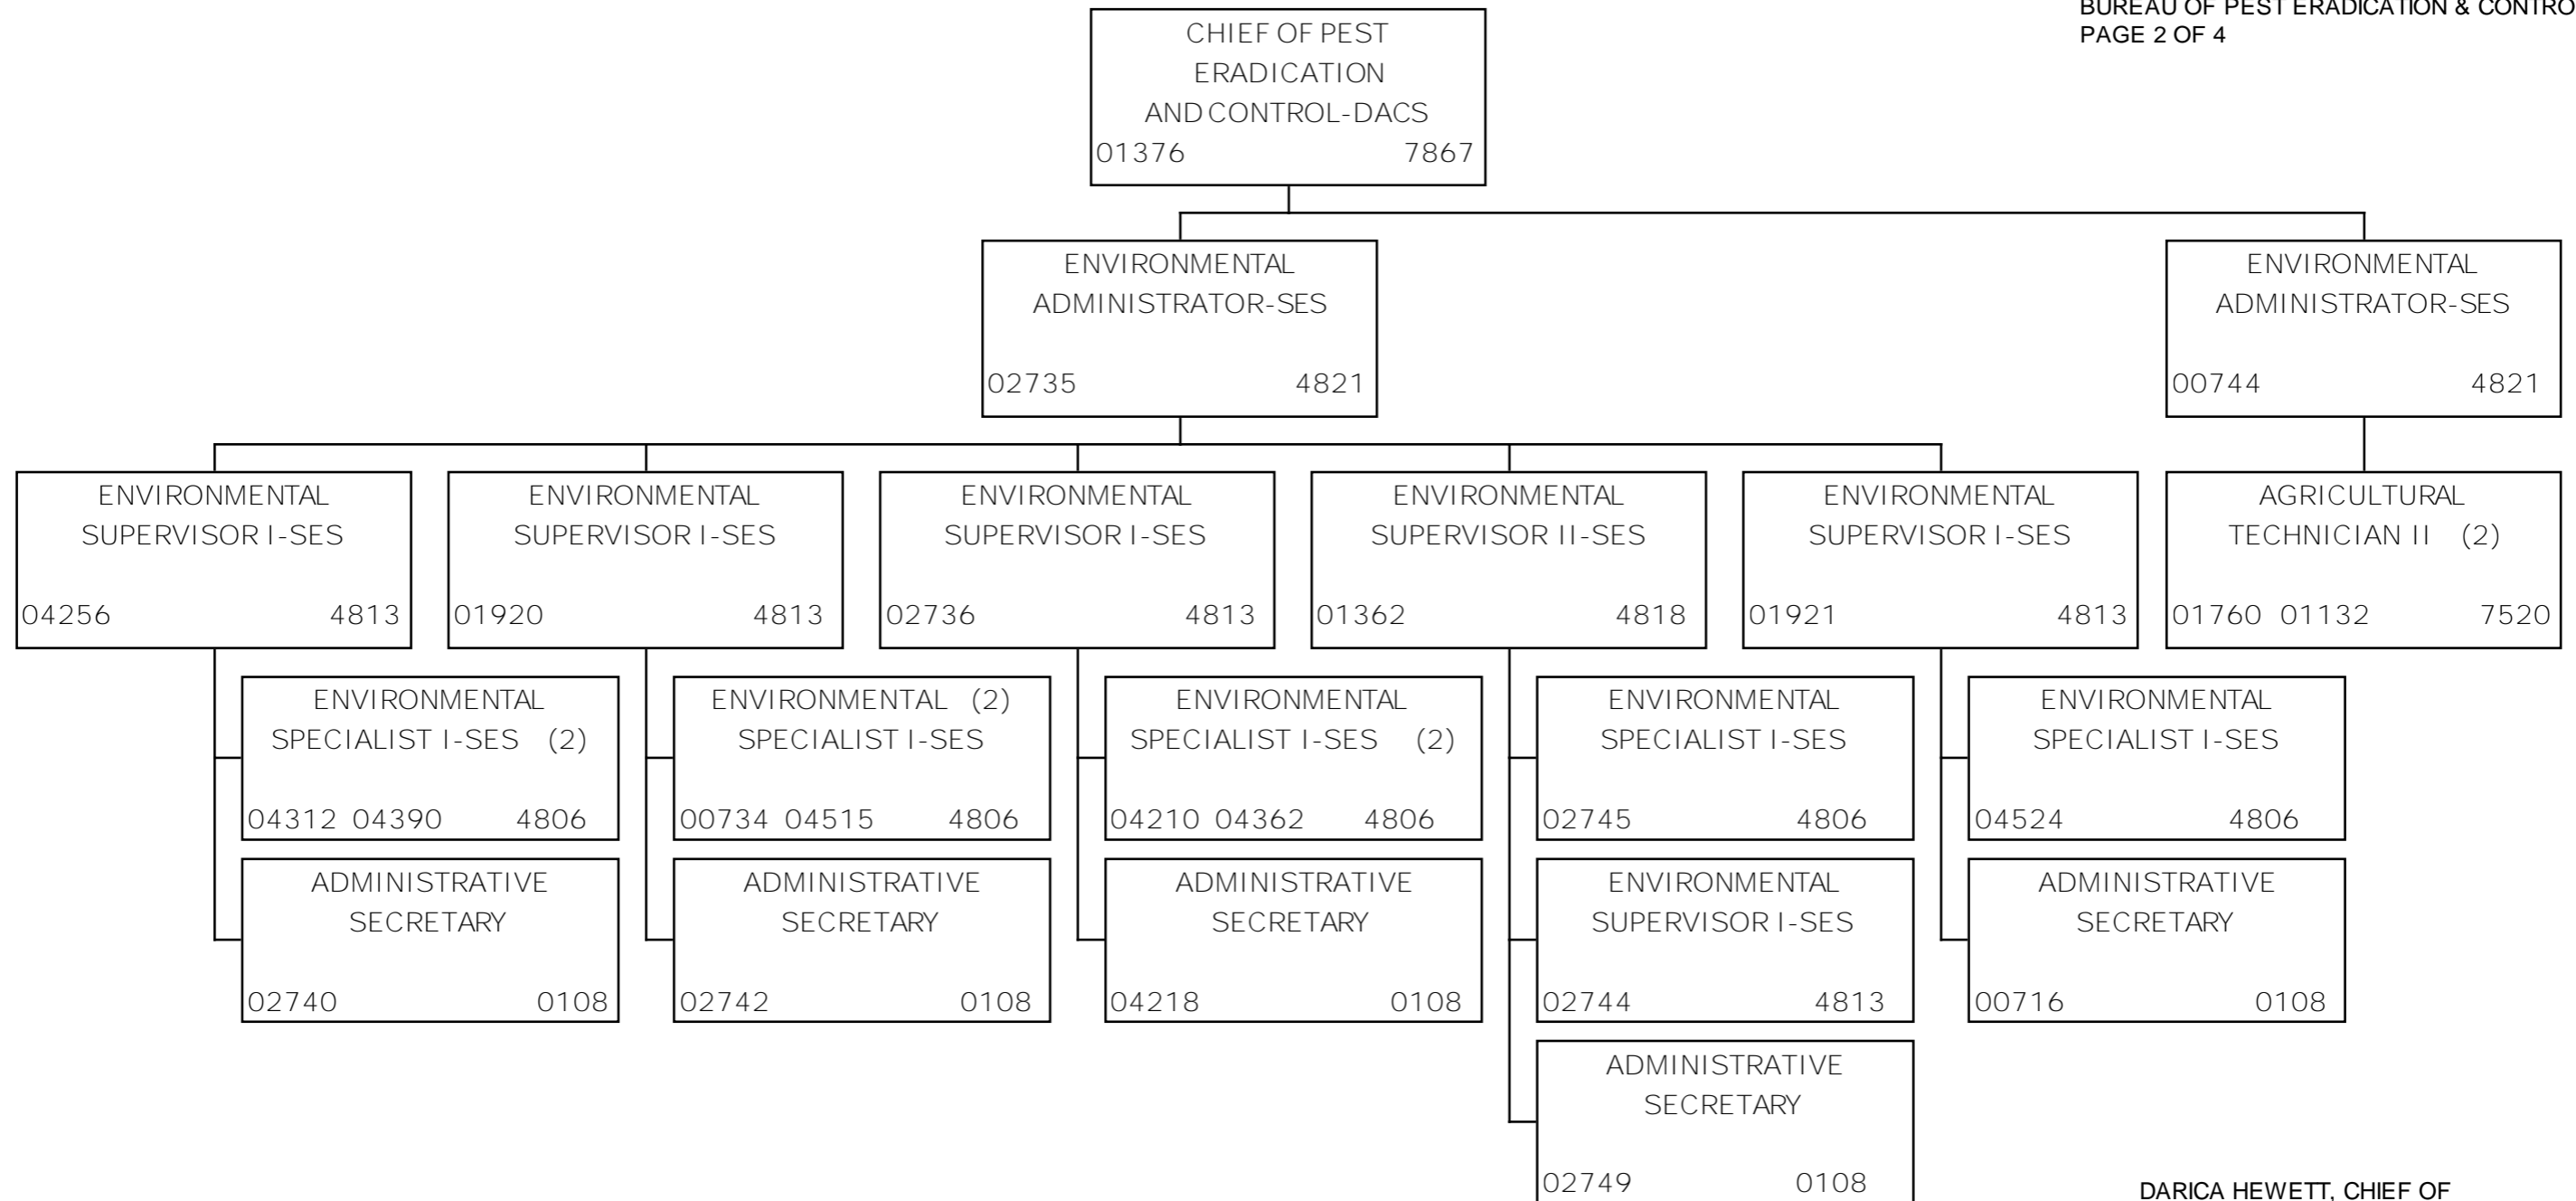 BUREAU OF PEST ERADICATION & CONTRO
PAGE 2 OF 4
CHIEF OF PEST
ERADICATION
AND CONTROL-DACS
01376 7867
ENVIRONMENTAL
ADMINISTRATOR-SES
02735 4821
ENVIRONMENTAL
ADMINISTRATOR-SES
00744 4821
ENVIRONMENTAL
SUPERVISOR I-SES
04256 4813
ENVIRONMENTAL
SUPERVISOR I-SES
01920 4813
ENVIRONMENTAL
SUPERVISOR I-SES
02736 4813
ENVIRONMENTAL
SUPERVISOR II-SES
01362 4818
ENVIRONMENTAL
SUPERVISOR I-SES
01921 4813
AGRICULTURAL
TECHNICIAN II (2)
01760 01132 7520
ENVIRONMENTAL
SPECIALIST I-SES (2)
04312 04390 4806
ENVIRONMENTAL (2)
SPECIALIST I-SES
00734 04515 4806
ENVIRONMENTAL
SPECIALIST I-SES (2)
04210 04362 4806
ENVIRONMENTAL
SPECIALIST I-SES
02745 4806
ENVIRONMENTAL
SPECIALIST I-SES
04524 4806
ADMINISTRATIVE
SECRETARY
02740 0108
ADMINISTRATIVE
SECRETARY
02742 0108
ADMINISTRATIVE
SECRETARY
04218 0108
ENVIRONMENTAL
SUPERVISOR I-SES
02744 4813
ADMINISTRATIVE
SECRETARY
00716 0108
ADMINISTRATIVE
SECRETARY
02749 0108
DARICA HEWETT, CHIEF OF